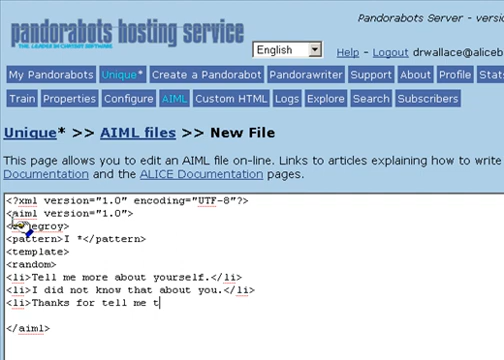 Pandorabots Server - versio
pandorabots hosting service
THE LEADER IN CHATBOT SOFTWARE
English
Help - Logout drwallace@aliceb
My Pandorabots Unique* Create a Pandorabot Pandorawriter Support About Profile Stats
Train Properties Configure AIML Custom HTML Logs Explore Search Subscribers
Unique* >> AIML files >> New File
This page allows you to edit an AIML file on-line. Links to articles explaining how to write
Documentation and the ALICE Documentation pages.
<?xml version="1.0" encoding="UTF-8"?>
<aiml version="1.0">
egroy>
<pattern>I *</pattern>
<template>
<random>
<li>Tell me more about yourself.</li>
<li>I did not know that about you.</li>
<li>Thanks for tell me t
</aiml>